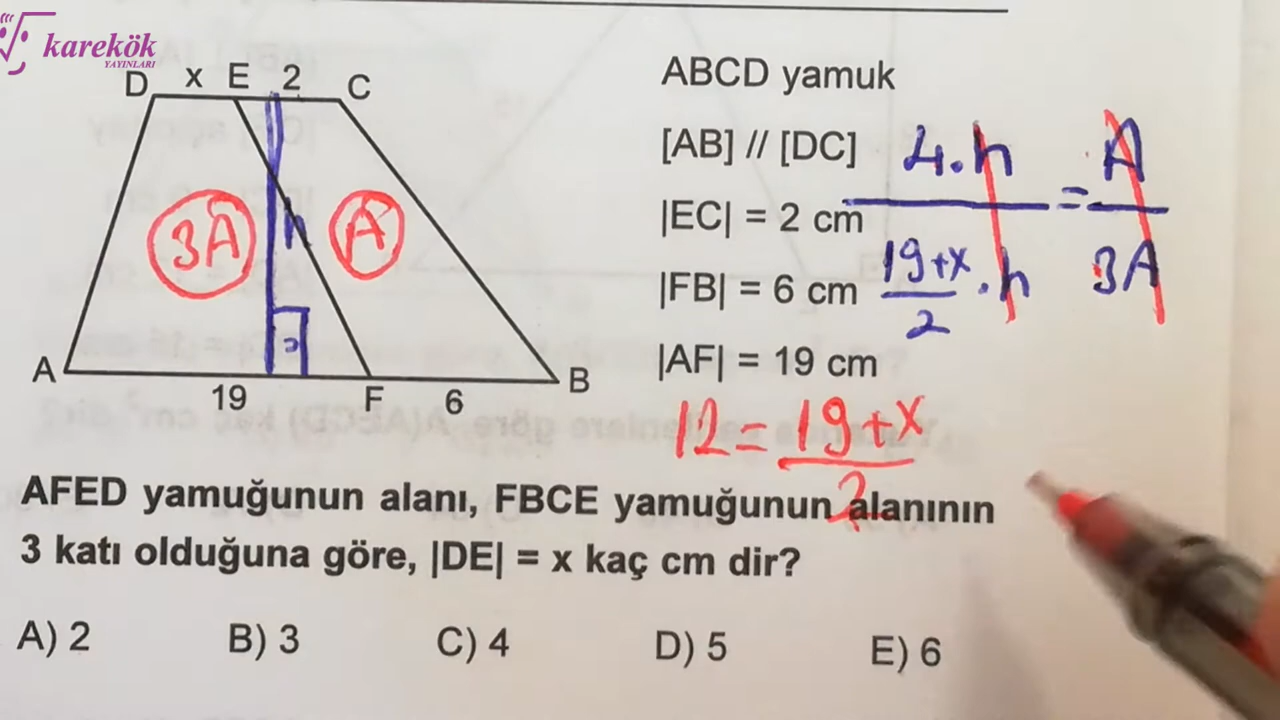 karekök
YAYINLARI
D x E 2 C
3A h A
A 19 F 6 B
ABCD yamuk
[AB] // [DC]
|EC| = 2 cm
|FB| = 6 cm
|AF| = 19 cm
4.h
=
A
19+x
2
.h
3A
12 = 19+x
2
AFED yamuğunun alanı, FBCE yamuğunun alanının
3 katı olduğuna göre, |DE| = x kaç cm dir?
A) 2 B) 3 C) 4 D) 5 E) 6